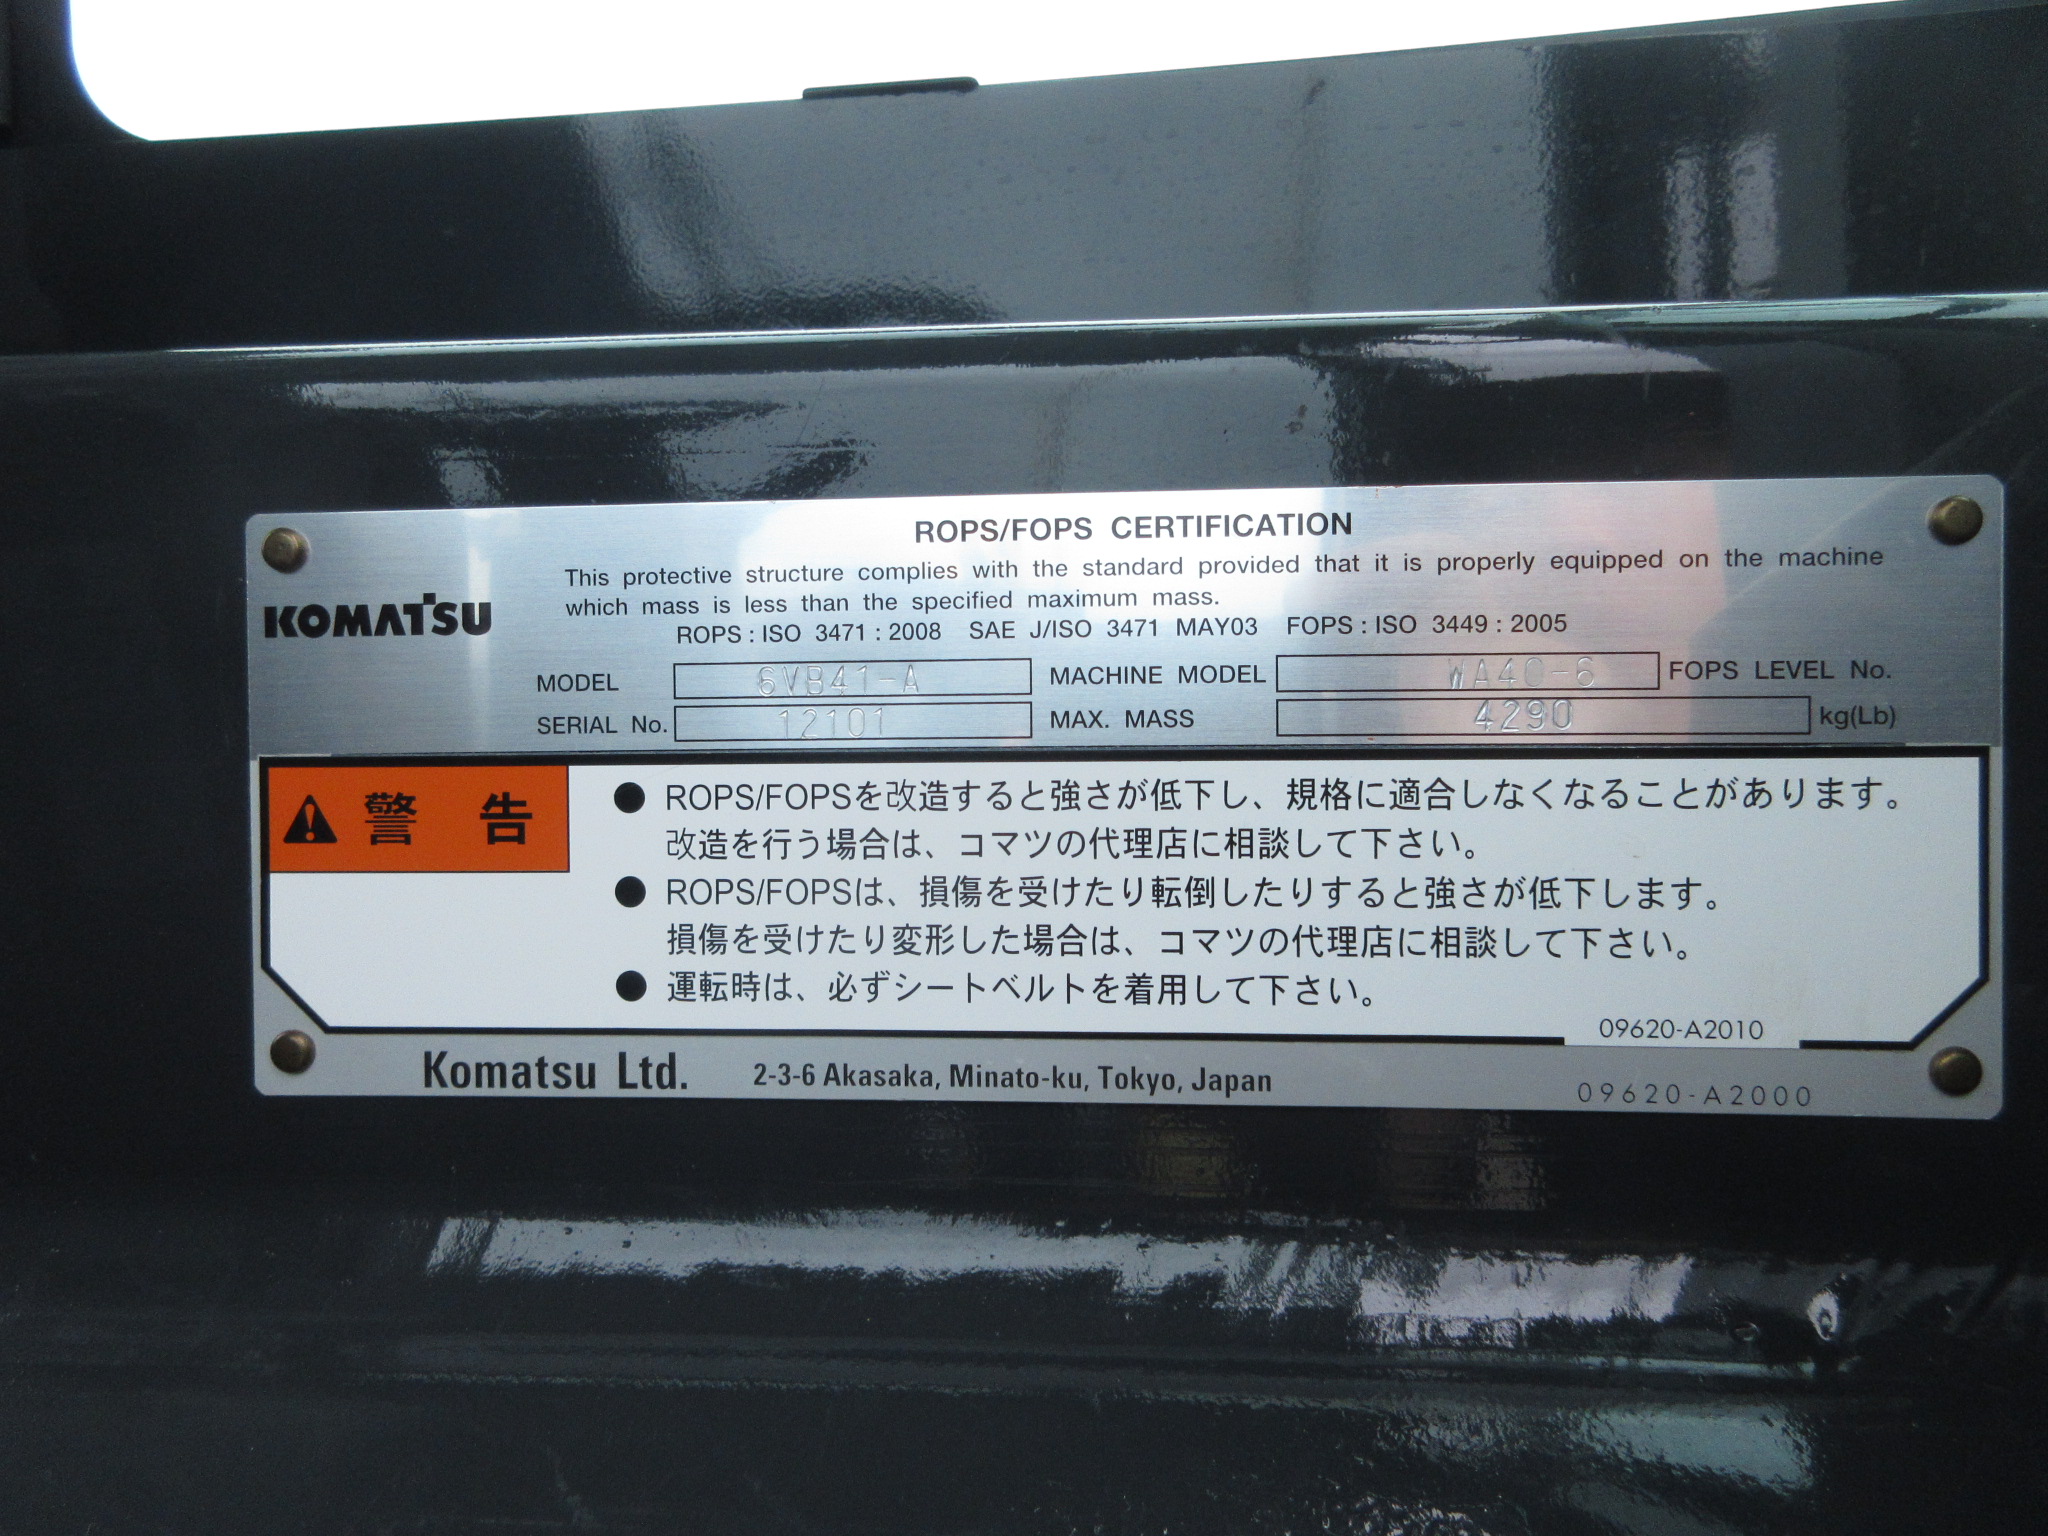 ROPS/FOPS CERTIFICATION
This protective structure complies with the standard provided that it is properly equipped on the machine
which mass is less than the specified maximum mass.
ROPS : ISO 3471 : 2008 SAE J/ISO 3471 MAY03 FOPS : ISO 3449 : 2005
KOMATSU
MODEL 6VB41-A MACHINE MODEL WA40-6 FOPS LEVEL No.
SERIAL No. 12101 MAX. MASS 4290 kg(Lb)
警告
● ROPS/FOPSを改造すると強さが低下し、規格に適合しなくなることがあります。
改造を行う場合は、コマツの代理店に相談して下さい。
● ROPS/FOPSは、損傷を受けたり転倒したりすると強さが低下します。
損傷を受けたり変形した場合は、コマツの代理店に相談して下さい。
● 運転時は、必ずシートベルトを着用して下さい。
09620-A2010
Komatsu Ltd. 2-3-6 Akasaka, Minato-ku, Tokyo, Japan
09620-A2000